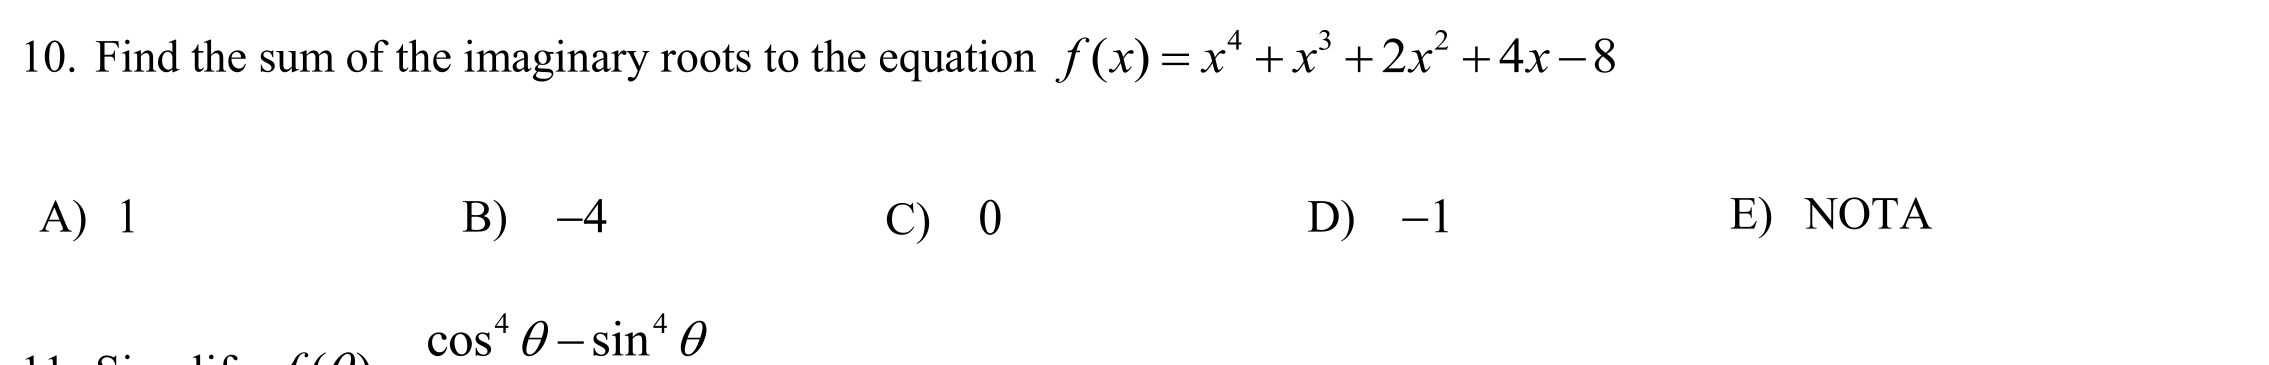 10. Find the sum of the imaginary roots to the equation f(x) = x⁴ + x³ + 2x² + 4x − 8
A) 1 B) −4 C) 0 D) −1 E) NOTA
cos⁴ θ − sin⁴ θ